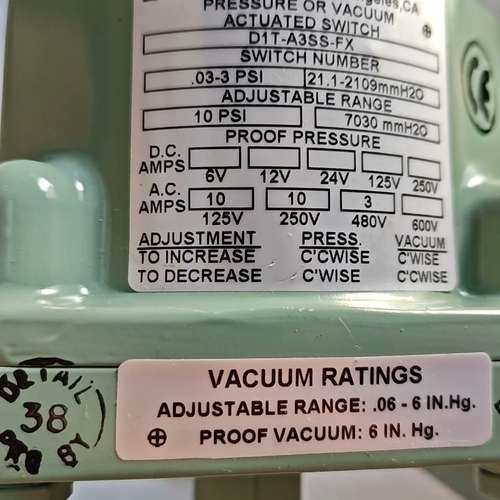 PRESSURE OR VACUUM
ACTUATED SWITCH
D1T-A3SS-FX
SWITCH NUMBER
.03-3 PSI 21.1-2109mmH2O
ADJUSTABLE RANGE
10 PSI 7030 mmH2O
PROOF PRESSURE
D.C.
AMPS
6V 12V 24V 125V 250V
A.C.
AMPS 10 10 3
125V 250V 480V 600V
ADJUSTMENT PRESS. VACUUM
TO INCREASE C'CWISE C'WISE
TO DECREASE C'WISE C'CWISE
CE
VACUUM RATINGS
ADJUSTABLE RANGE: .06 - 6 IN.Hg.
PROOF VACUUM: 6 IN. Hg.
DETAIL
38
BY